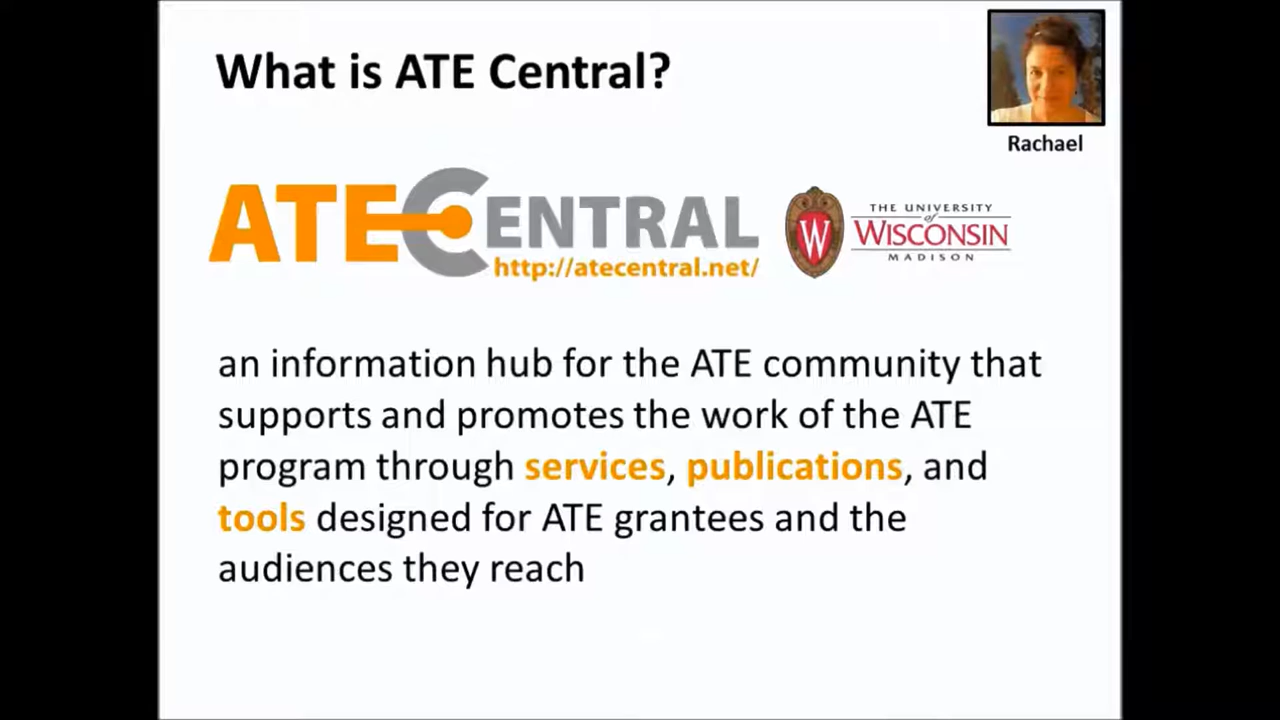 What is ATE Central?
Rachael
ATE CENTRAL
http://atecentral.net/
W
THE UNIVERSITY
of
WISCONSIN
MADISON
an information hub for the ATE community that
supports and promotes the work of the ATE
program through services, publications, and
tools designed for ATE grantees and the
audiences they reach